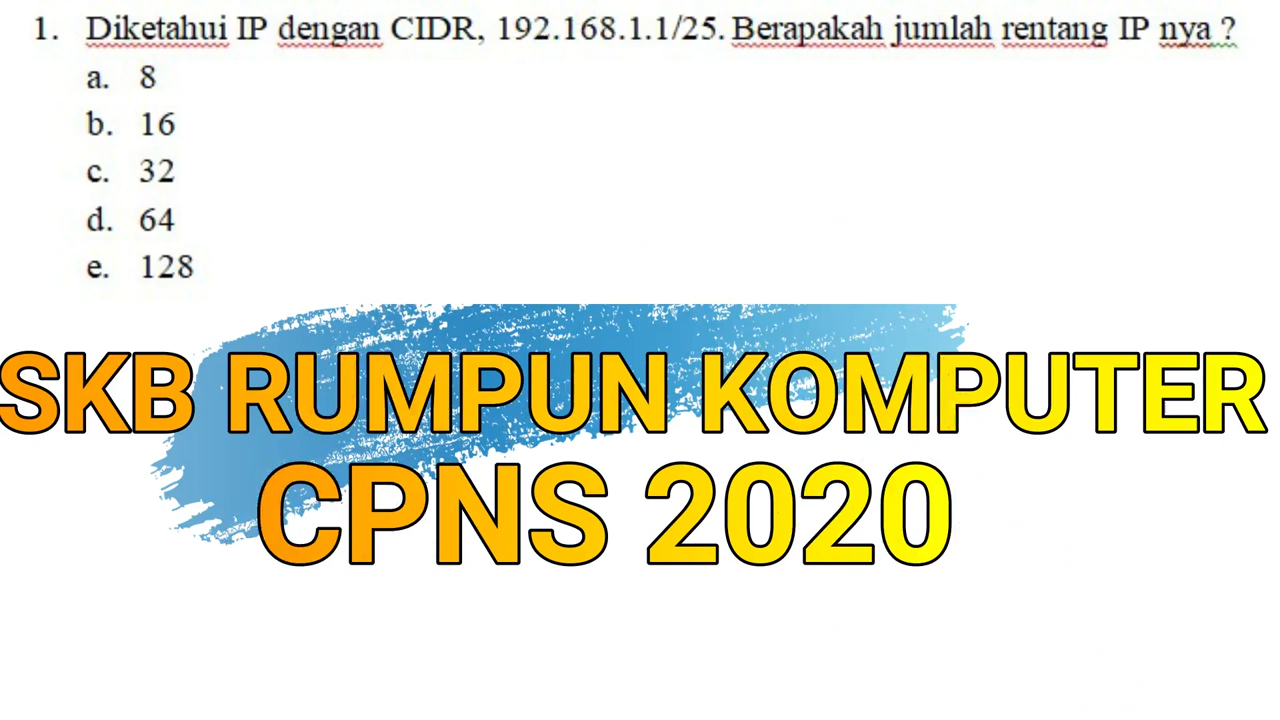 1. Diketahui IP dengan CIDR, 192.168.1.1/25. Berapakah jumlah rentang IP nya ?
a. 8
b. 16
c. 32
d. 64
e. 128
SKB RUMPUN KOMPUTER
CPNS 2020